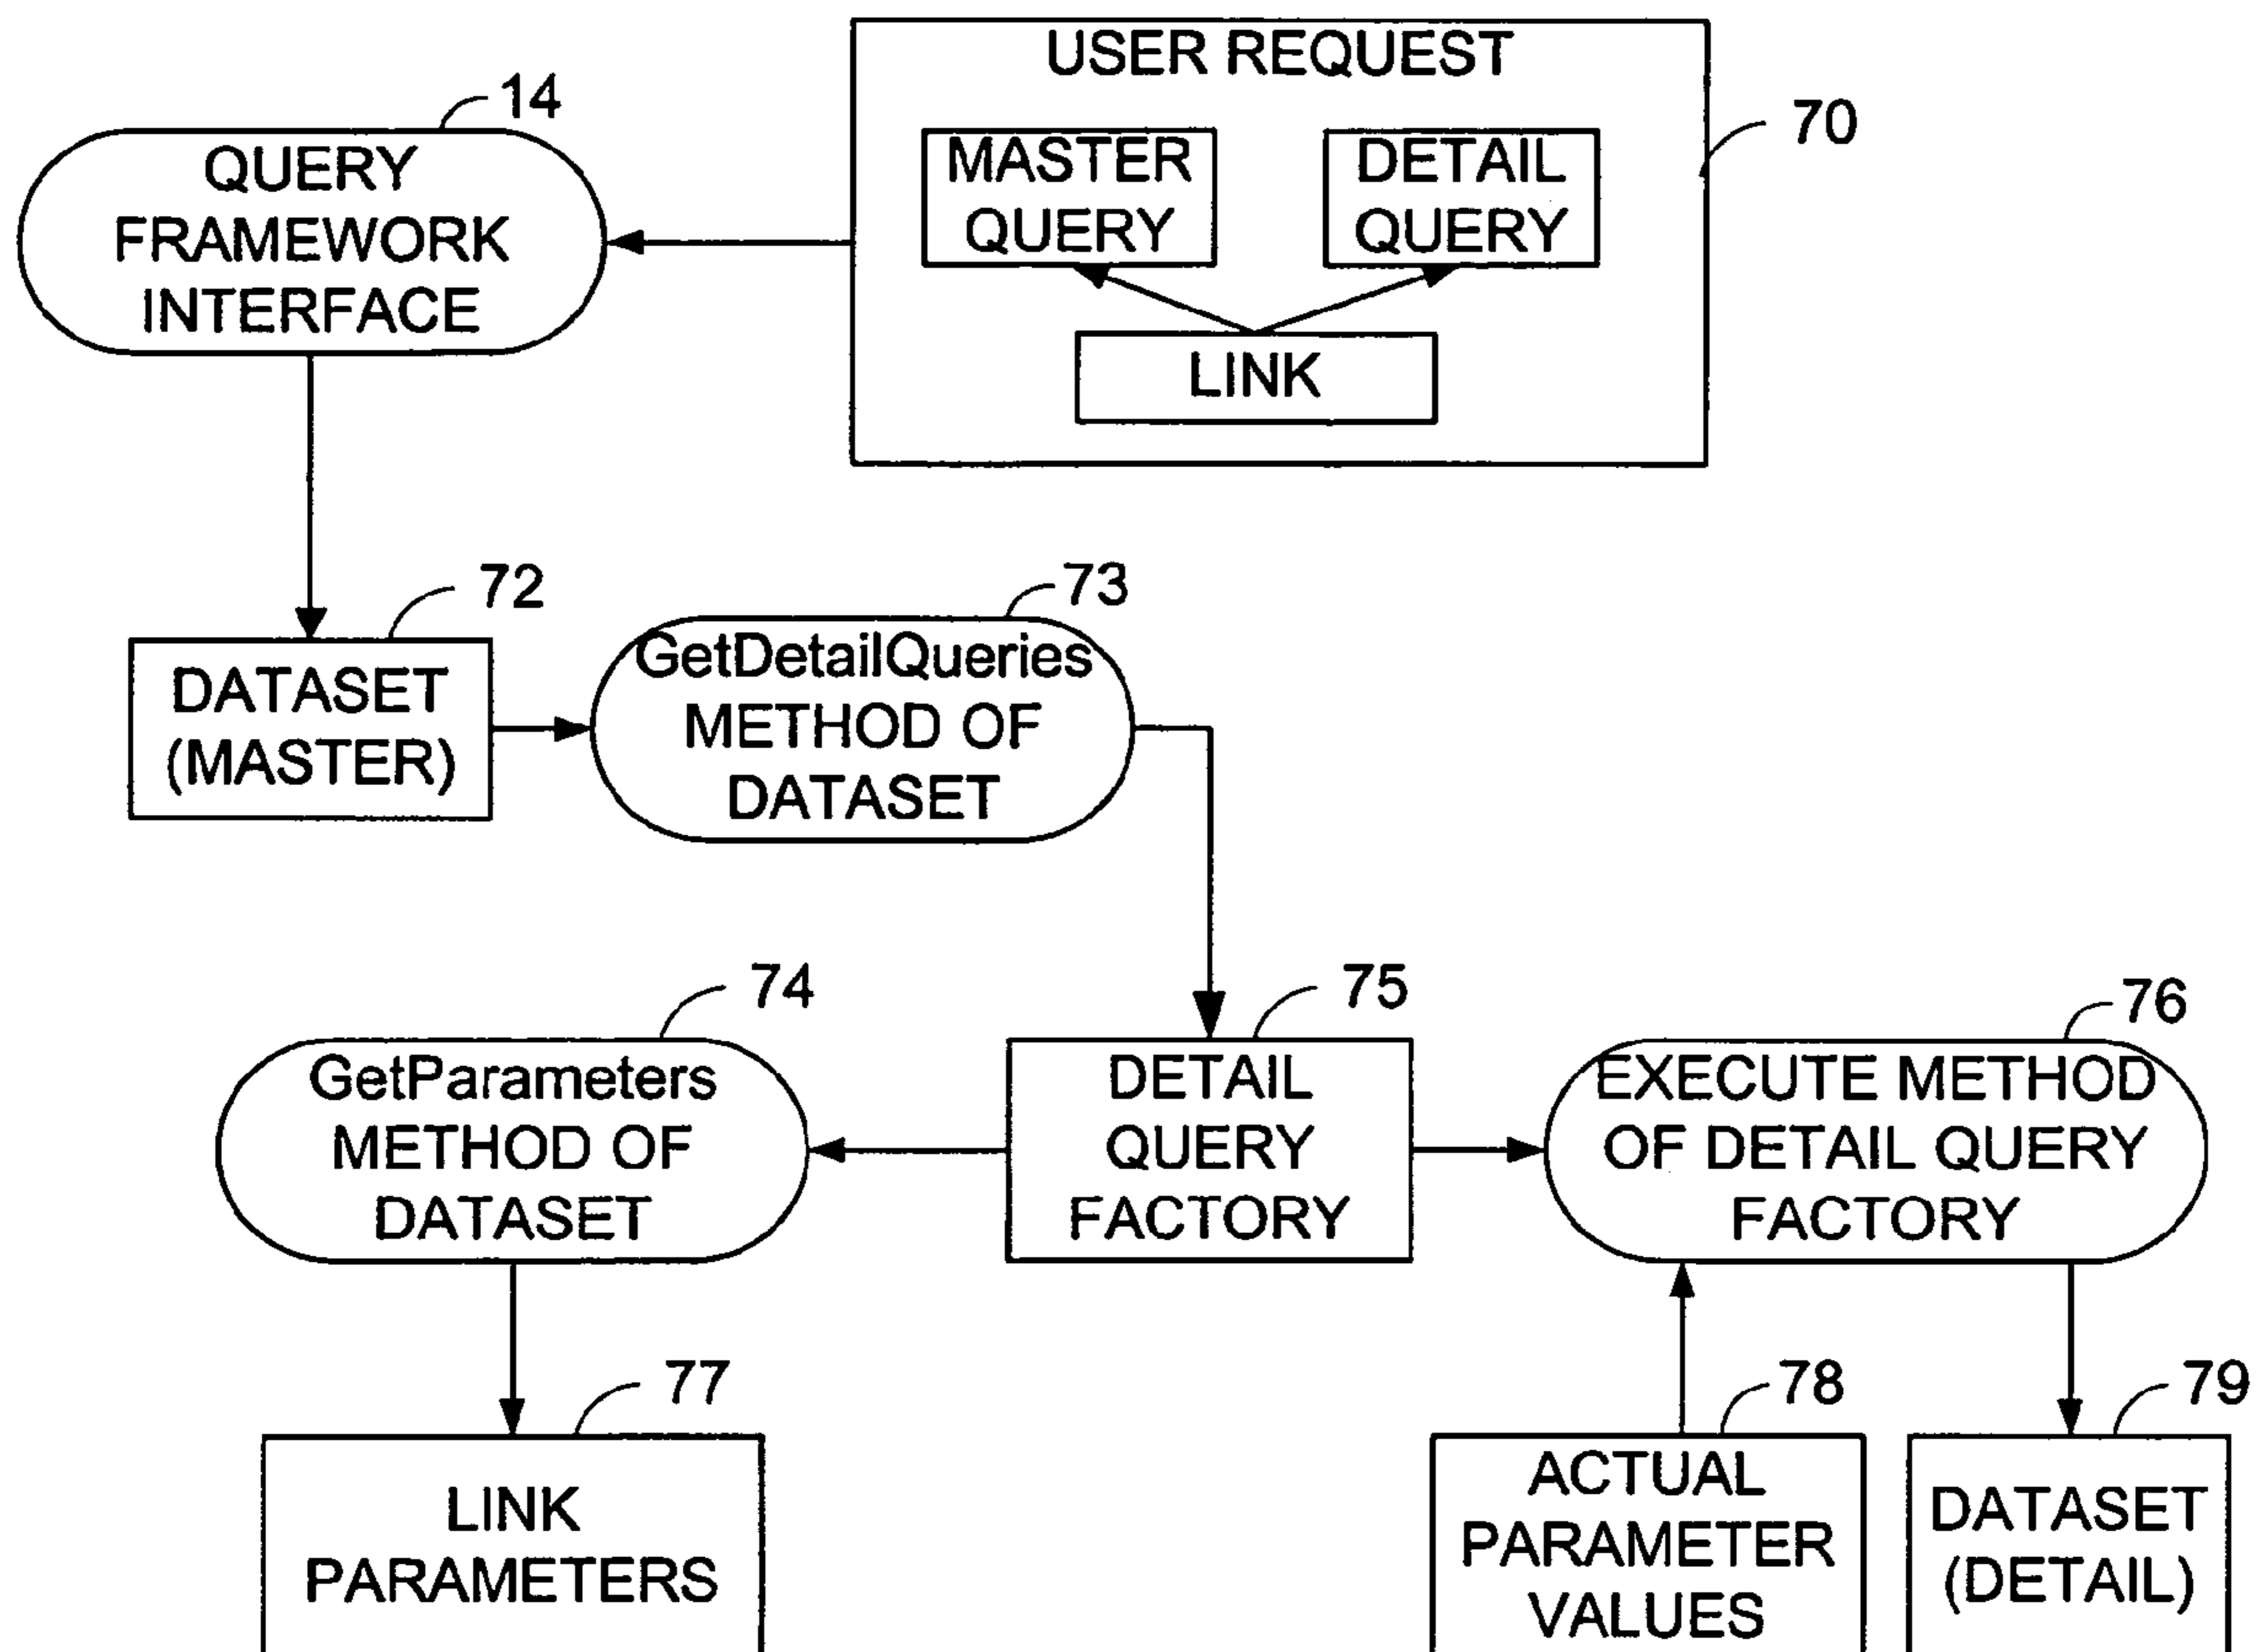 USER REQUEST
14
70
QUERY
FRAMEWORK
INTERFACE
MASTER
QUERY
DETAIL
QUERY
LINK
72
73
DATASET
(MASTER)
GetDetailQueries
METHOD OF
DATASET
74
75
76
GetParameters
METHOD OF
DATASET
DETAIL
QUERY
FACTORY
EXECUTE METHOD
OF DETAIL QUERY
FACTORY
77
78
79
LINK
PARAMETERS
ACTUAL
PARAMETER
VALUES
DATASET
(DETAIL)